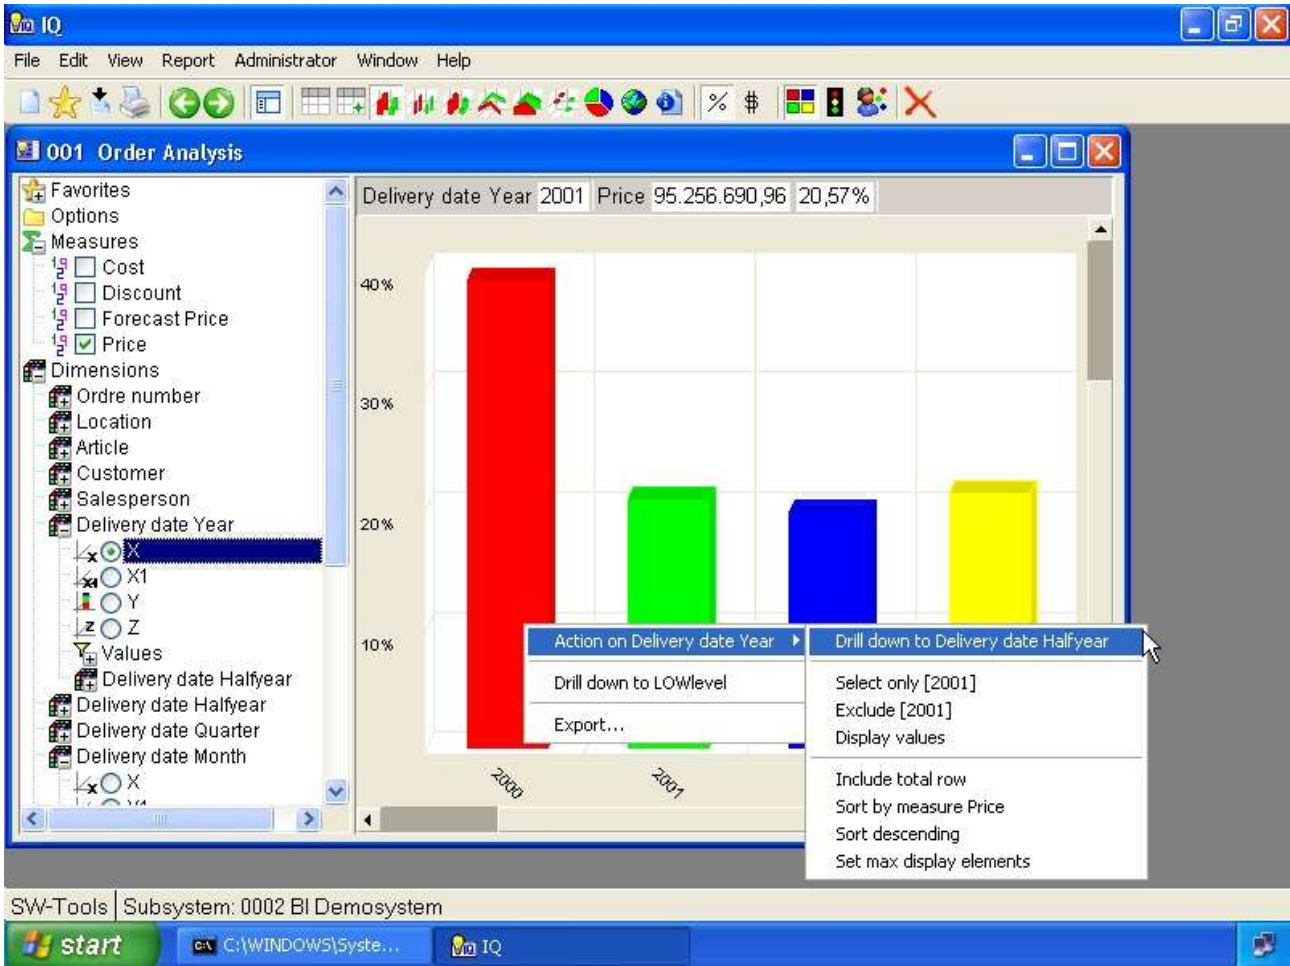 IQ
File Edit View Report Administrator Window Help
% $
001 Order Analysis
Favorites
Options
Measures
Cost
Discount
Forecast Price
Price
Dimensions
Ordre number
Location
Article
Customer
Salesperson
Delivery date Year
X
X1
Y
Z
Values
Delivery date Halfyear
Delivery date Halfyear
Delivery date Quarter
Delivery date Month
X
Delivery date Year 2001 Price 95.256.690,96 20,57%
40%
30%
20%
10%
2000
2001
Action on Delivery date Year
Drill down to LOWlevel
Export...
Drill down to Delivery date Halfyear
Select only [2001]
Exclude [2001]
Display values
Include total row
Sort by measure Price
Sort descending
Set max display elements
SW-Tools Subsystem: 0002 BI Demosystem
start C:\WINDOWS\Syste... IQ